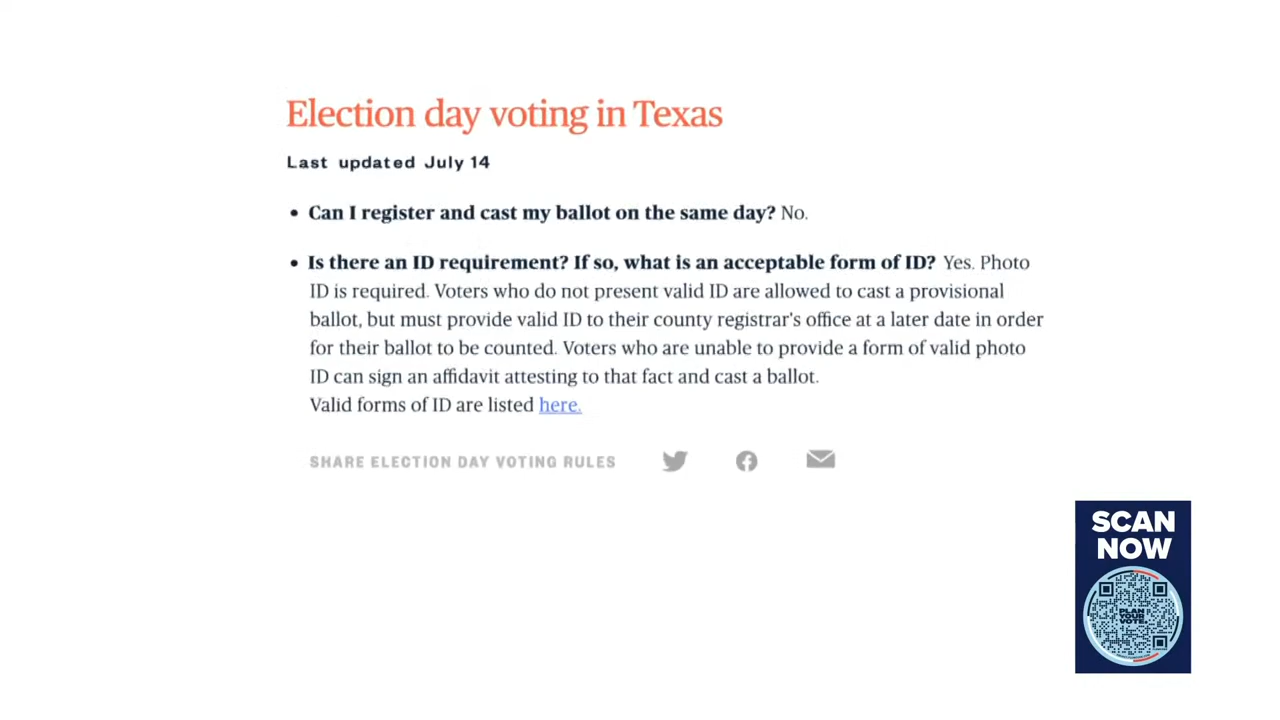 Election day voting in Texas
Last updated July 14
• Can I register and cast my ballot on the same day? No.
• Is there an ID requirement? If so, what is an acceptable form of ID? Yes. Photo
ID is required. Voters who do not present valid ID are allowed to cast a provisional
ballot, but must provide valid ID to their county registrar's office at a later date in order
for their ballot to be counted. Voters who are unable to provide a form of valid photo
ID can sign an affidavit attesting to that fact and cast a ballot.
Valid forms of ID are listed here.
SHARE ELECTION DAY VOTING RULES
SCAN
NOW
PLAN
YOUR
VOTE.